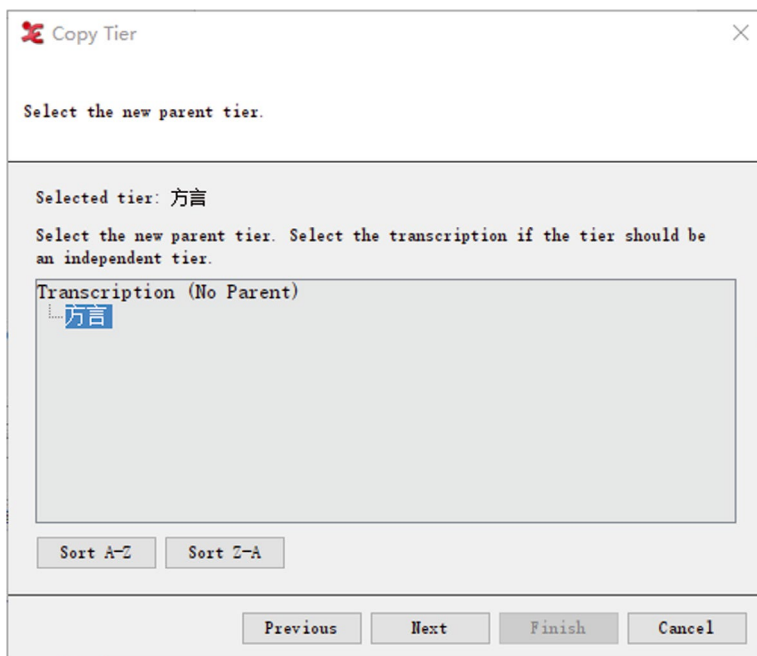 Copy Tier
Select the new parent tier.
Selected tier: 方言
Select the new parent tier. Select the transcription if the tier should be
an independent tier.
Transcription (No Parent)
方言
Sort A-Z
Sort Z-A
Previous
Next
Finish
Cancel